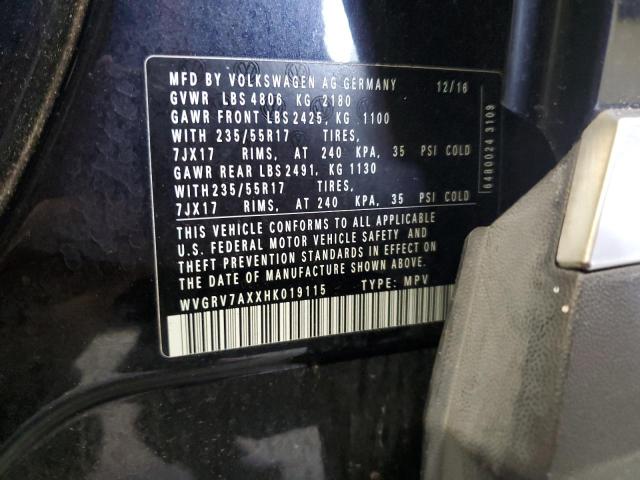 MFD BY VOLKSWAGEN AG GERMANY 12/16
GVWR LBS 4806, KG 2180
GAWR FRONT LBS 2425, KG 1100
WITH 235/55R17 TIRES,
7JX17 RIMS, AT 240 KPA, 35 PSI COLD
GAWR REAR LBS 2491, KG 1130
WITH235/55R17 TIRES,
7JX17 RIMS, AT 240 KPA, 35 PSI COLD
THIS VEHICLE CONFORMS TO ALL APPLICABLE
U.S. FEDERAL MOTOR VEHICLE SAFETY AND
THEFT PREVENTION STANDARDS IN EFFECT ON
THE DATE OF MANUFACTURE SHOWN ABOVE.
WVGRV7AXXHK019115 TYPE: MPV
6480024 3109